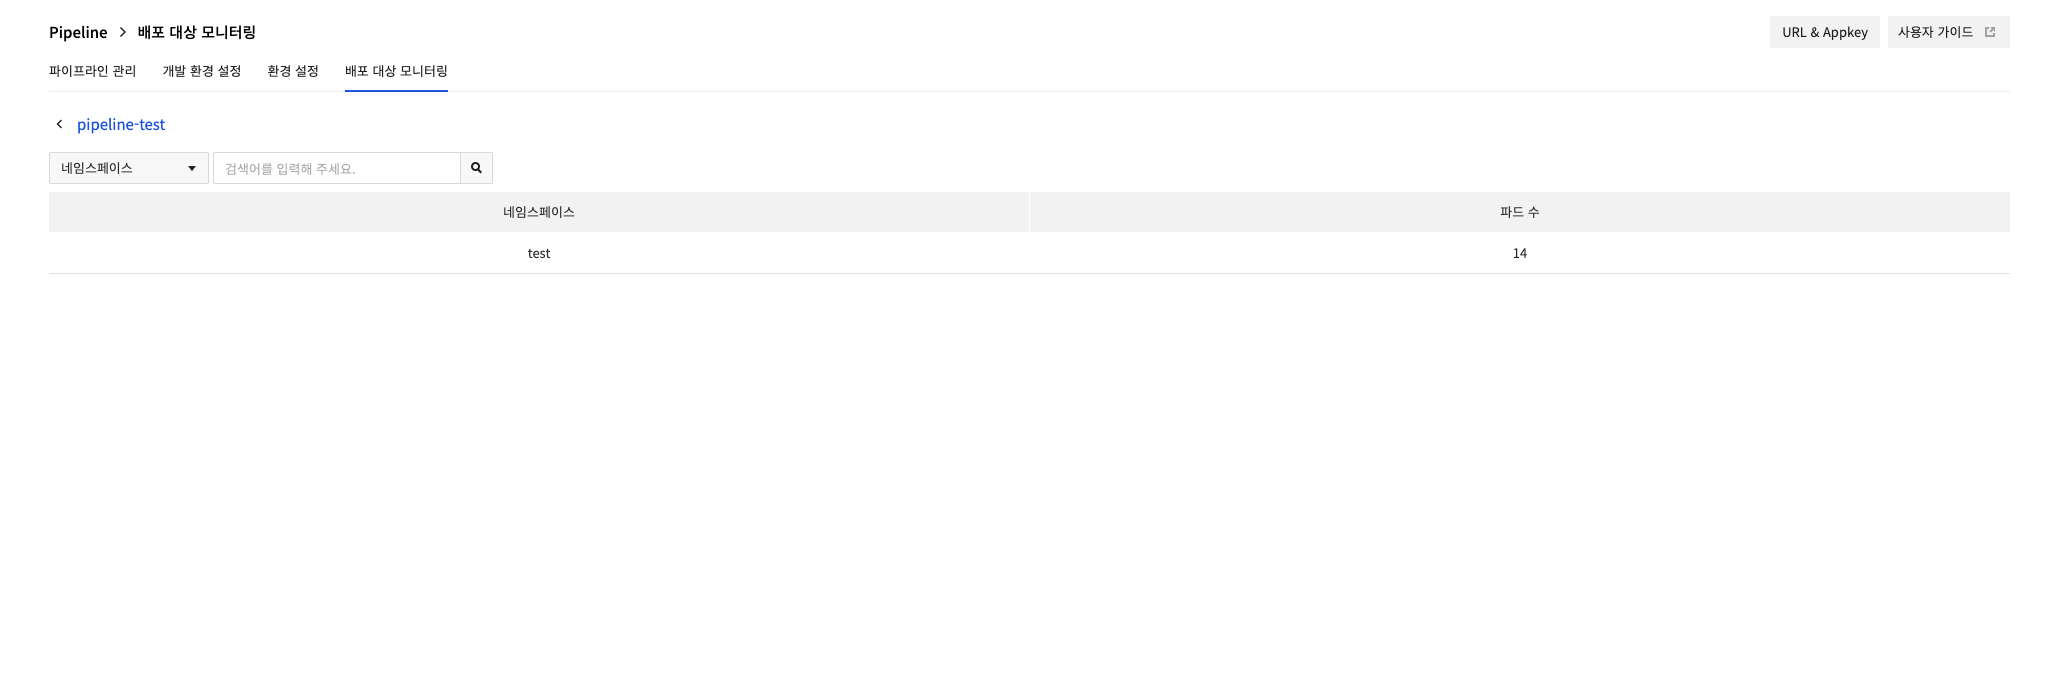 Pipeline > 배포 대상 모니터링
URL & Appkey
사용자 가이드
파이프라인 관리 개발 환경 설정 환경 설정 배포 대상 모니터링
pipeline-test
네임스페이스 검색어를 입력해 주세요.
네임스페이스 파드 수
test 14